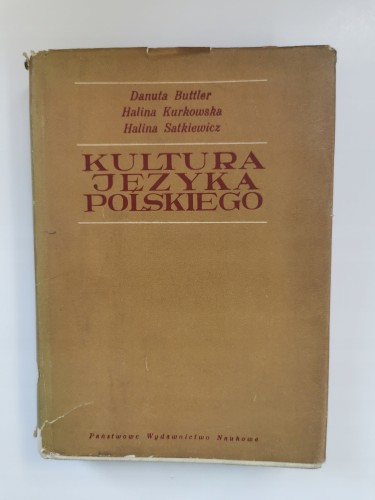 Danuta Buttler
Halina Kurkowska
Halina Satkiewicz
KULTURA
JĘZYKA
POLSKIEGO
Państwowe Wydawnictwo Naukowe